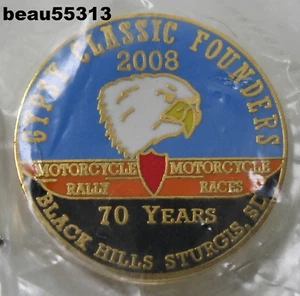 beau55313
GYPSY CLASSIC FOUNDERS
2008
MOTORCYCLE MOTORCYCLE
RALLY RACES
70 YEARS
BLACK HILLS STURGIS, SD